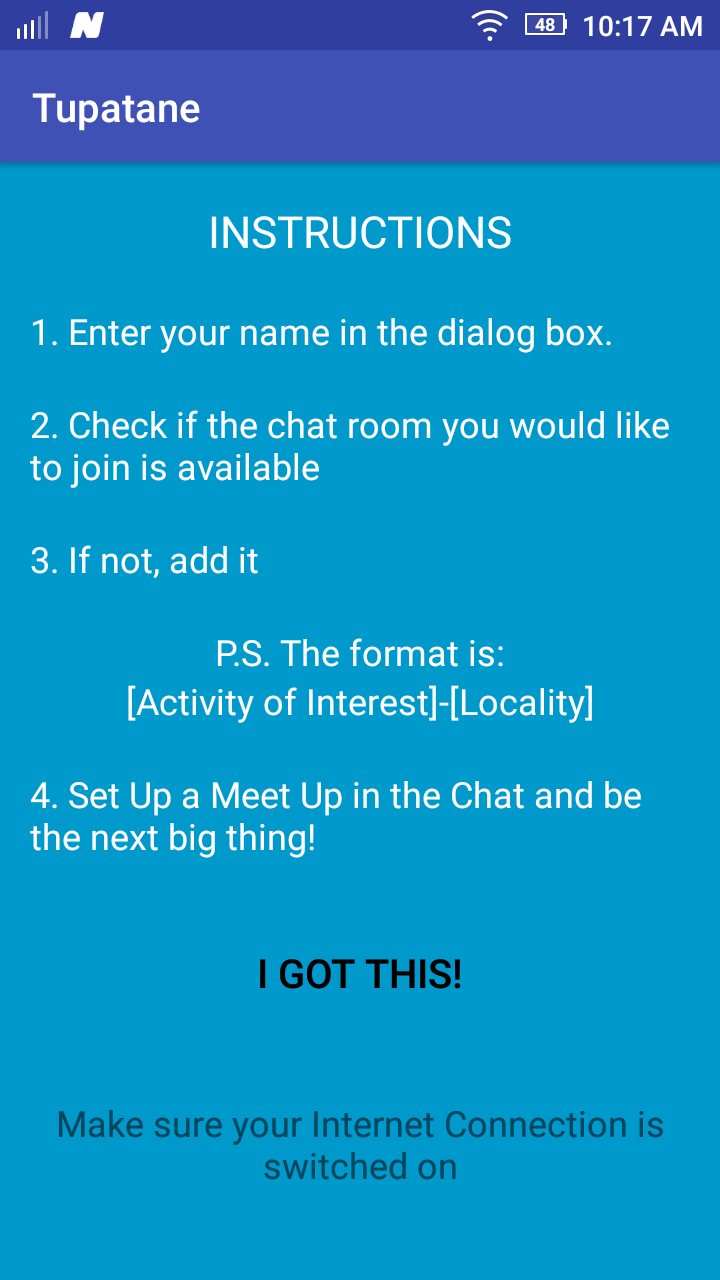 48 10:17 AM
Tupatane
INSTRUCTIONS
1. Enter your name in the dialog box.
2. Check if the chat room you would like
to join is available
3. If not, add it
P.S. The format is:
[Activity of Interest]-[Locality]
4. Set Up a Meet Up in the Chat and be
the next big thing!
I GOT THIS!
Make sure your Internet Connection is
switched on